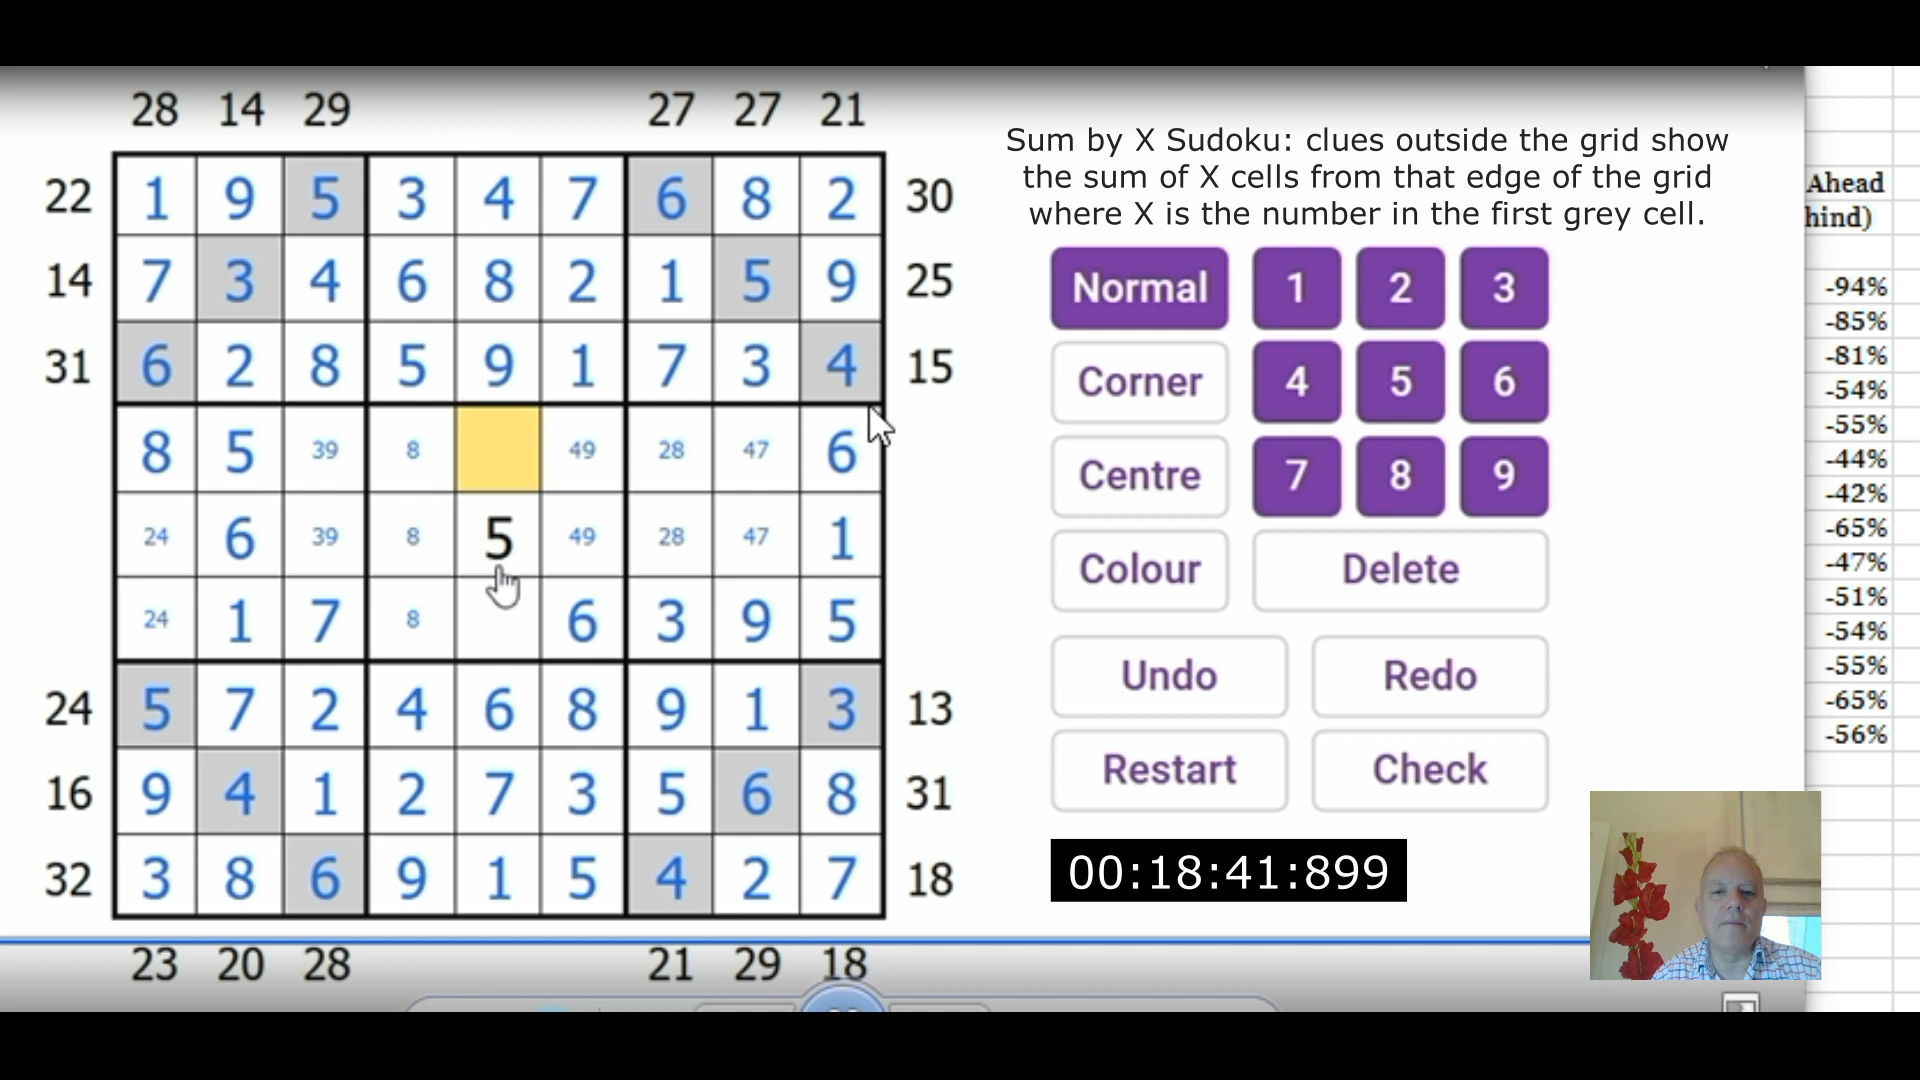 28 14 29 27 27 21
Sum by X Sudoku: clues outside the grid show
the sum of X cells from that edge of the grid
where X is the number in the first grey cell.
22 1 9 5 3 4 7 6 8 2 30
14 7 3 4 6 8 2 1 5 9 25
31 6 2 8 5 9 1 7 3 4 15
8 5 39 8 49 28 47 6
24 6 39 8 5 49 28 47 1
24 1 7 8 6 3 9 5
24 5 7 2 4 6 8 9 1 3 13
16 9 4 1 2 7 3 5 6 8 31
32 3 8 6 9 1 5 4 2 7 18
23 20 28 21 29 18
Normal 1 2 3
Corner 4 5 6
Centre 7 8 9
Colour Delete
Undo Redo
Restart Check
00:18:41:899
Ahead
hind)
-94%
-85%
-81%
-54%
-55%
-44%
-42%
-65%
-47%
-51%
-54%
-55%
-65%
-56%